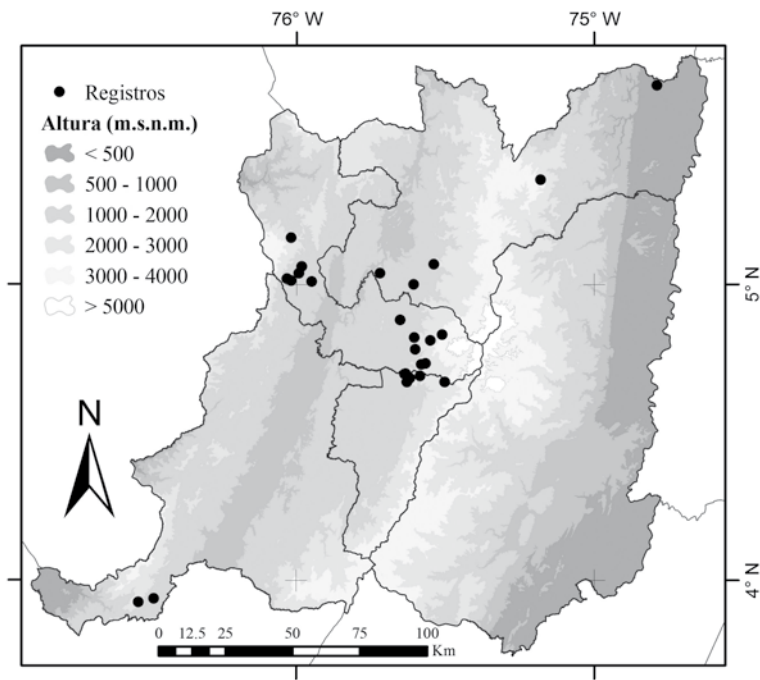 76° W
75° W
Registros
Altura (m.s.n.m.)
< 500
500 - 1000
1000 - 2000
2000 - 3000
3000 - 4000
> 5000
5° N
N
4° N
0 12.5 25 50 75 100
Km